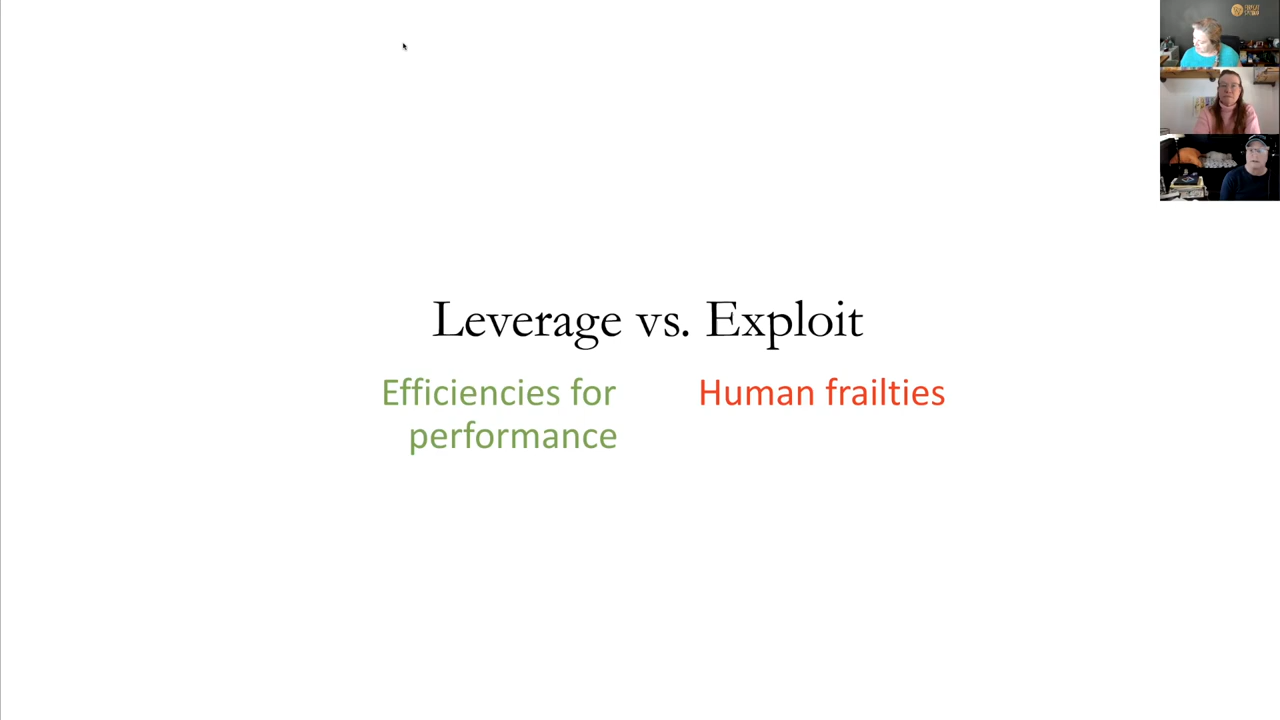 Leverage vs. Exploit
Efficiencies for
performance
Human frailties